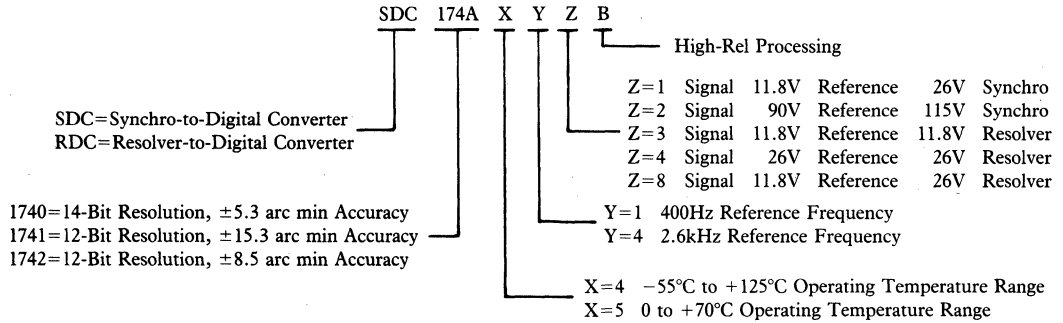 SDC 174A X Y Z B
High-Rel Processing
Z=1 Signal 11.8V Reference 26V Synchro
Z=2 Signal 90V Reference 115V Synchro
Z=3 Signal 11.8V Reference 11.8V Resolver
Z=4 Signal 26V Reference 26V Resolver
Z=8 Signal 11.8V Reference 26V Resolver
SDC=Synchro-to-Digital Converter
RDC=Resolver-to-Digital Converter
1740=14-Bit Resolution, ±5.3 arc min Accuracy
1741=12-Bit Resolution, ±15.3 arc min Accuracy
1742=12-Bit Resolution, ±8.5 arc min Accuracy
Y=1 400Hz Reference Frequency
Y=4 2.6kHz Reference Frequency
X=4 −55°C to +125°C Operating Temperature Range
X=5 0 to +70°C Operating Temperature Range